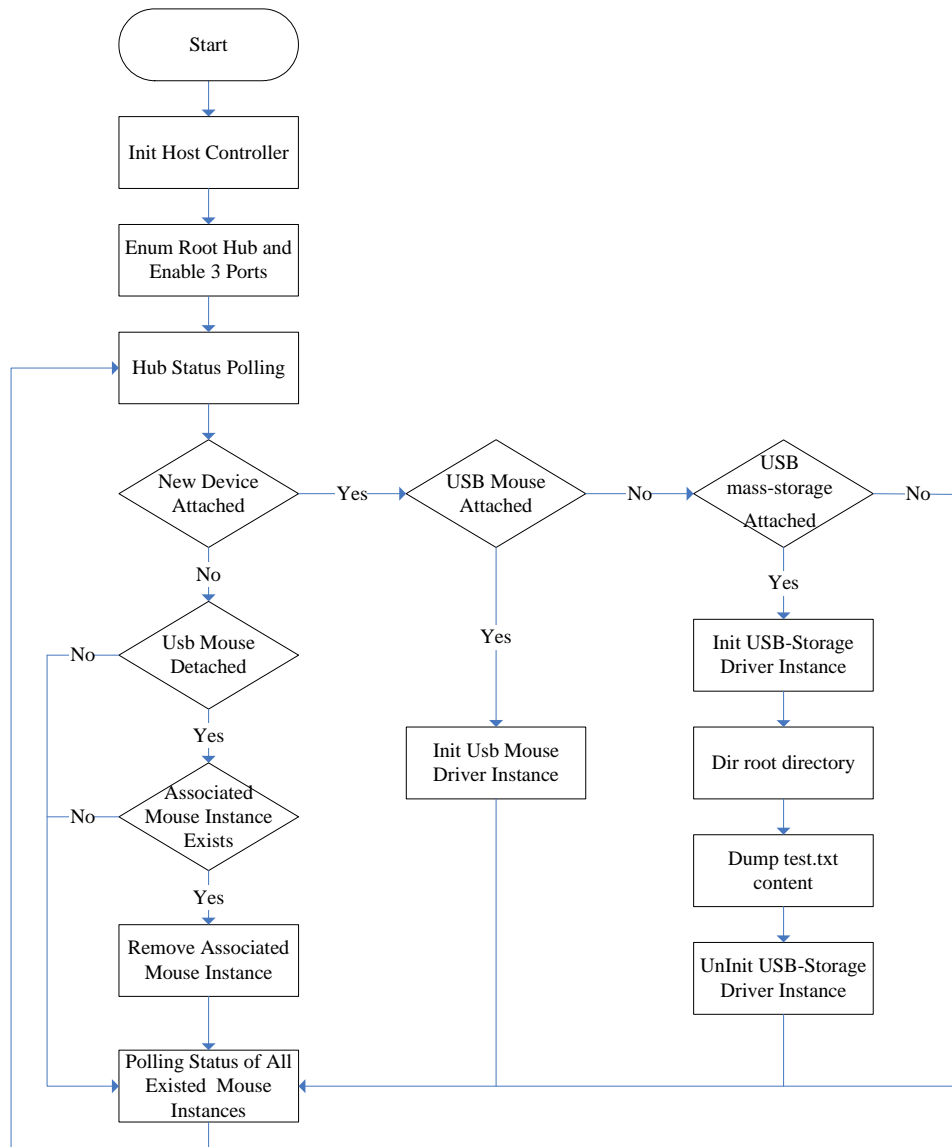 Start
Init Host Controller
Enum Root Hub and
Enable 3 Ports
Hub Status Polling
New Device
Attached
Yes
USB Mouse
Attached
No
USB
mass-storage
Attached
No
No
Yes
Usb Mouse
Detached
No
Yes
Init USB-Storage
Driver Instance
Yes
Init Usb Mouse
Driver Instance
Dir root directory
Associated
Mouse Instance
Exists
No
Yes
Dump test.txt
content
Remove Associated
Mouse Instance
UnInit USB-Storage
Driver Instance
Polling Status of All
Existed Mouse
Instances